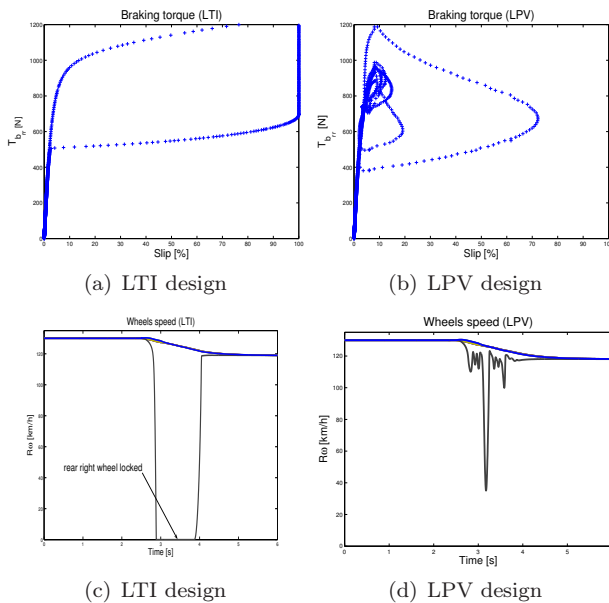 Braking torque (LTI)
Braking torque (LPV)
1200
1000
800
600
400
200
0
T_b_rr [N]
0 10 20 30 40 50 60 70 80 90 100
Slip [%]
1200
1000
800
600
400
200
0
T_b_rr [N]
0 10 20 30 40 50 60 70 80 90 100
Slip [%]
(a) LTI design
(b) LPV design
Wheels speed (LTI)
Wheels speed (LPV)
120
100
80
60
40
20
0
Rω [km/h]
rear right wheel locked
0 1 2 3 4 5 6
Time [s]
120
100
80
60
40
20
0
Rω [km/h]
0 1 2 3 4 5
Time [s]
(c) LTI design
(d) LPV design